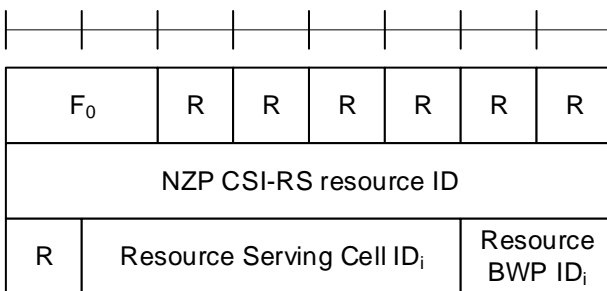 F₀ R R R R R R
NZP CSI-RS resource ID
R Resource Serving Cell IDᵢ Resource
BWP IDᵢ